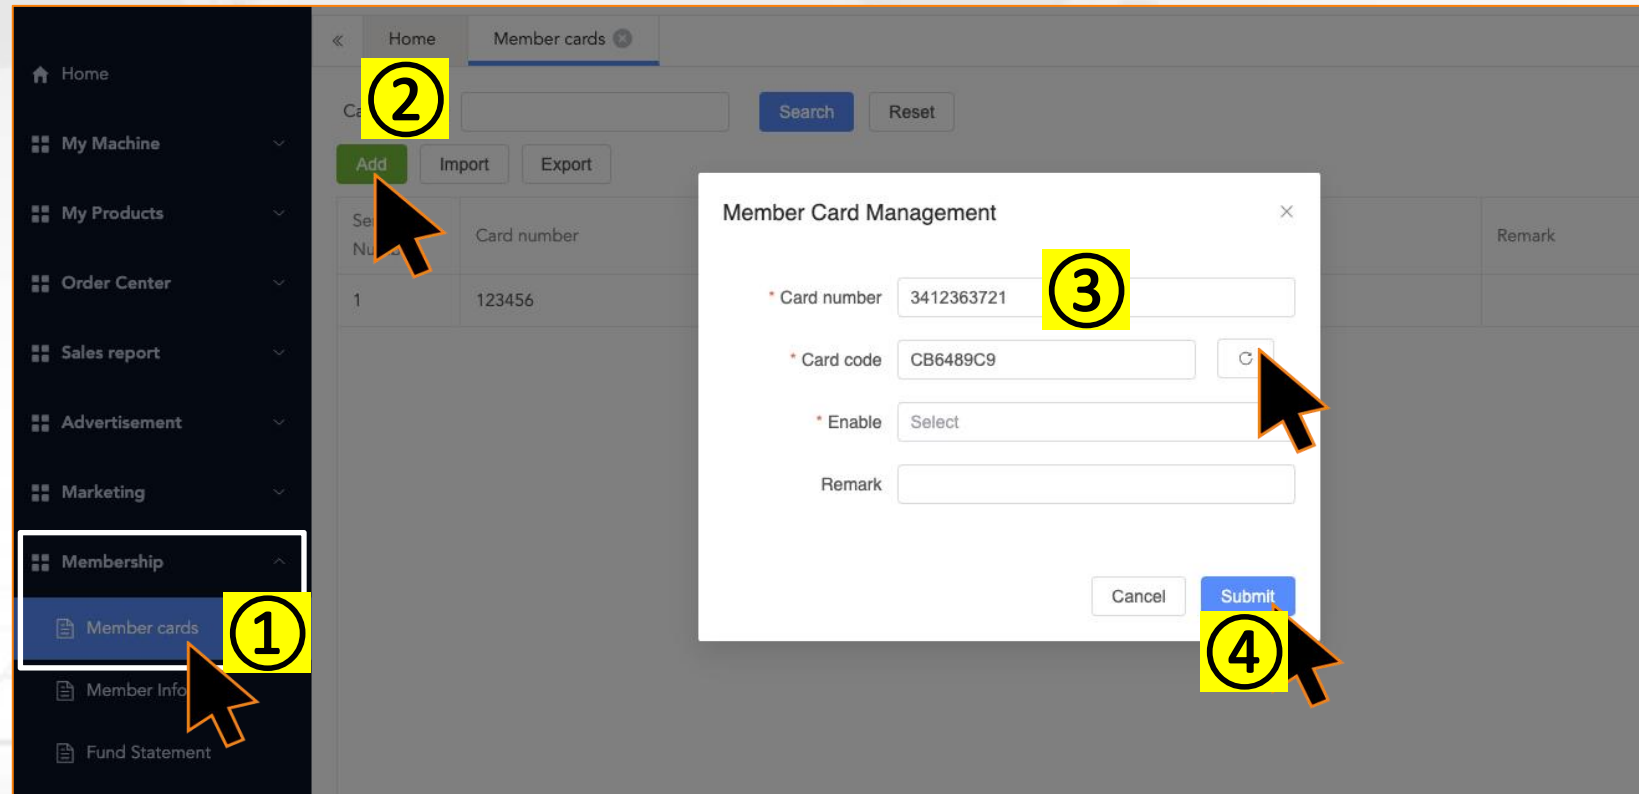 Home
My Machine
My Products
Order Center
Sales report
Advertisement
Marketing
Membership
Member cards
Member Info
Fund Statement
①
« Home Member cards
②
Search Reset
Add Import Export
Card number Remark
1 123456
Member Card Management
* Card number 3412363721
③
* Card code CB6489C9
* Enable Select
Remark
Cancel Submit
④